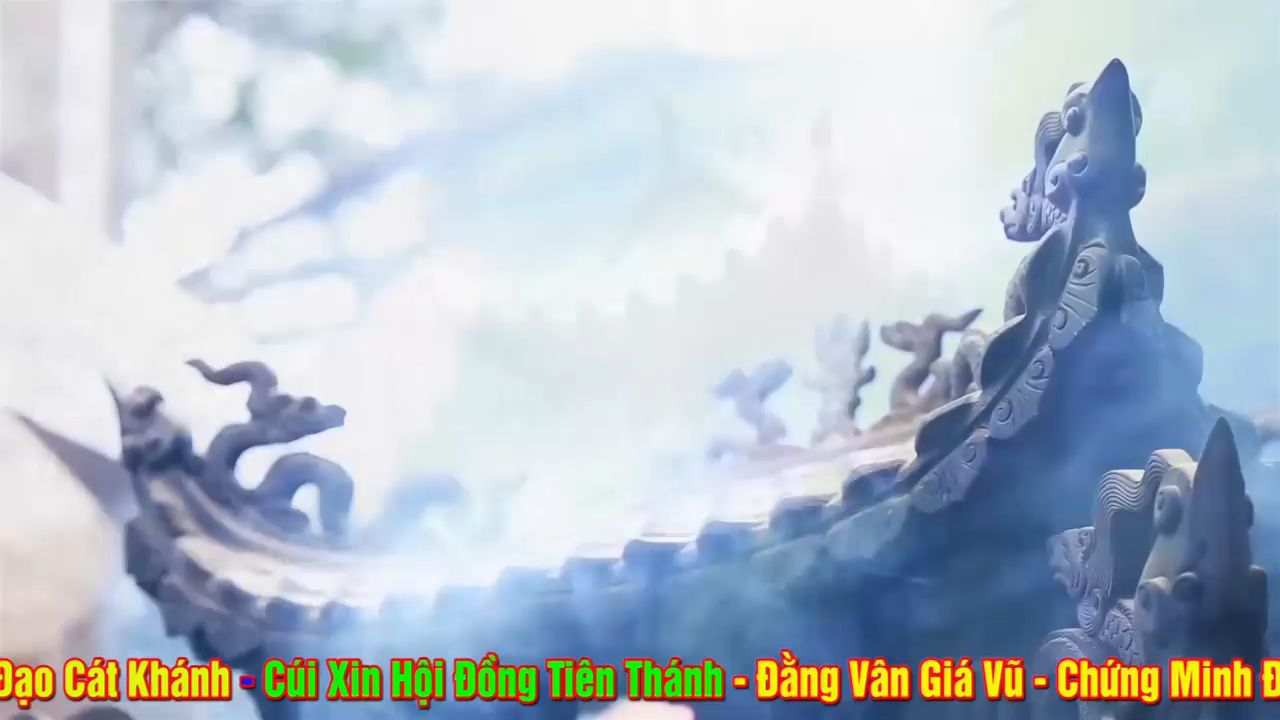 Đạo Cát Khánh - Cúi Xin Hội Đồng Tiên Thánh - Đằng Vân Giá Vũ - Chứng Minh Đ